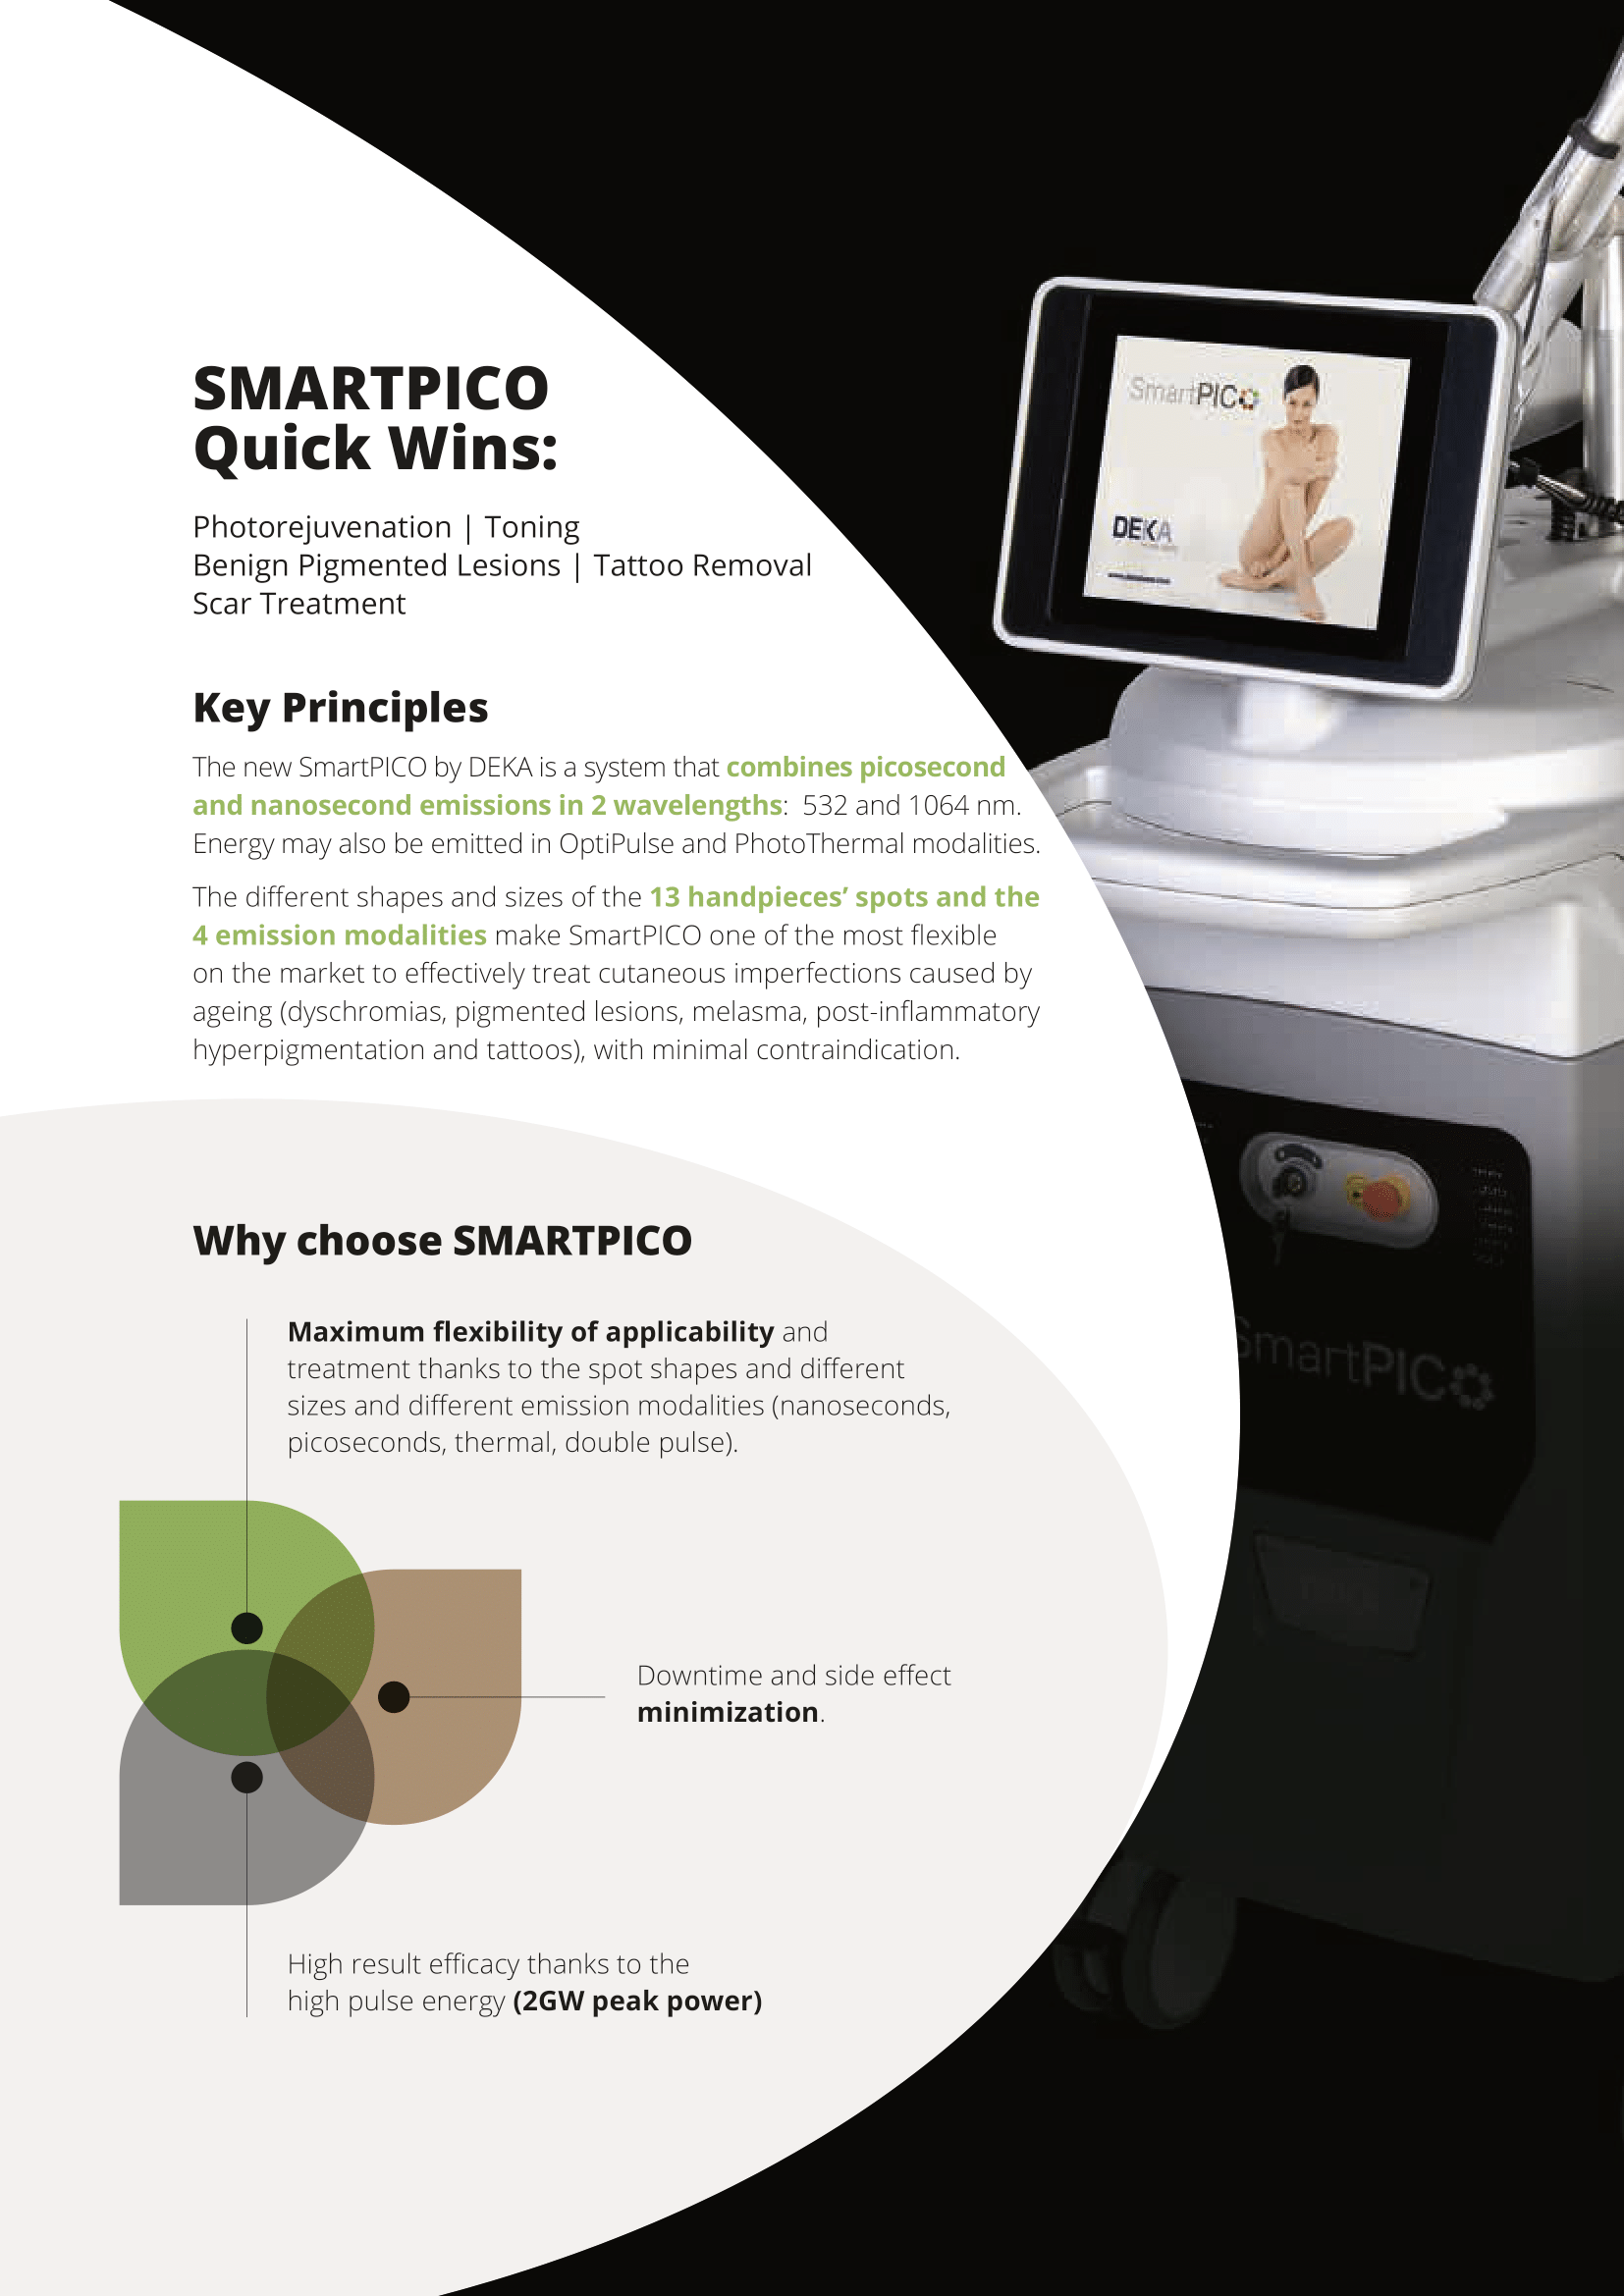 SMARTPICO
Quick Wins:
Photorejuvenation | Toning
Benign Pigmented Lesions | Tattoo Removal
Scar Treatment
Key Principles
The new SmartPICO by DEKA is a system that combines picosecond
and nanosecond emissions in 2 wavelengths:  532 and 1064 nm.
Energy may also be emitted in OptiPulse and PhotoThermal modalities.
The different shapes and sizes of the 13 handpieces’ spots and the
4 emission modalities make SmartPICO one of the most flexible
on the market to effectively treat cutaneous imperfections caused by
ageing (dyschromias, pigmented lesions, melasma, post-inflammatory
hyperpigmentation and tattoos), with minimal contraindication.
Why choose SMARTPICO
Maximum flexibility of applicability and
treatment thanks to the spot shapes and different
sizes and different emission modalities (nanoseconds,
picoseconds, thermal, double pulse).
Downtime and side effect
minimization.
High result efficacy thanks to the
high pulse energy (2GW peak power)
SmartPICO
DEKA
SmartPICO